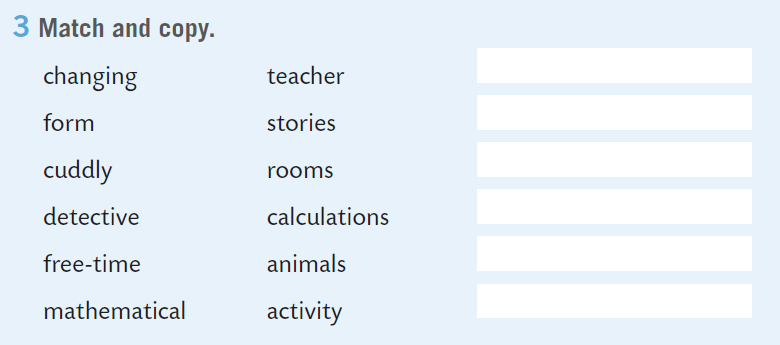 3 Match and copy.
changing teacher
form stories
cuddly rooms
detective calculations
free-time animals
mathematical activity